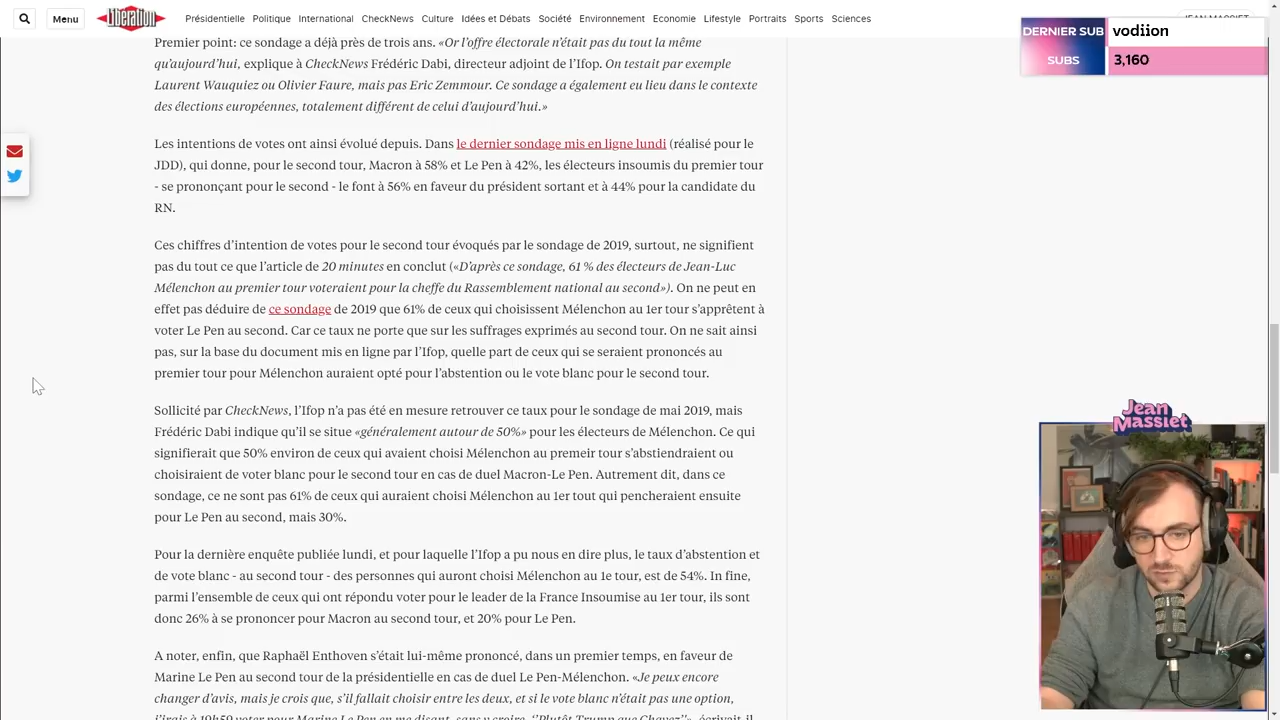 Menu
Libération
Présidentielle Politique International CheckNews Culture Idées et Débats Société Environnement Economie Lifestyle Portraits Sports Sciences
JEAN MASSIET
DERNIER SUB vodiion
SUBS 3,160
Premier point: ce sondage a déjà près de trois ans. «Or l'offre électorale n'était pas du tout la même
qu'aujourd'hui, explique à CheckNews Frédéric Dabi, directeur adjoint de l'Ifop. On testait par exemple
Laurent Wauquiez ou Olivier Faure, mais pas Eric Zemmour. Ce sondage a également eu lieu dans le contexte
des élections européennes, totalement différent de celui d'aujourd'hui.»
Les intentions de votes ont ainsi évolué depuis. Dans le dernier sondage mis en ligne lundi (réalisé pour le
JDD), qui donne, pour le second tour, Macron à 58% et Le Pen à 42%, les électeurs insoumis du premier tour
- se prononçant pour le second - le font à 56% en faveur du président sortant et à 44% pour la candidate du
RN.
Ces chiffres d'intention de votes pour le second tour évoqués par le sondage de 2019, surtout, ne signifient
pas du tout ce que l'article de 20 minutes en conclut («D'après ce sondage, 61 % des électeurs de Jean-Luc
Mélenchon au premier tour voteraient pour la cheffe du Rassemblement national au second»). On ne peut en
effet pas déduire de ce sondage de 2019 que 61% de ceux qui choisissent Mélenchon au 1er tour s'apprêtent à
voter Le Pen au second. Car ce taux ne porte que sur les suffrages exprimés au second tour. On ne sait ainsi
pas, sur la base du document mis en ligne par l'Ifop, quelle part de ceux qui se seraient prononcés au
premier tour pour Mélenchon auraient opté pour l'abstention ou le vote blanc pour le second tour.
Sollicité par CheckNews, l'Ifop n'a pas été en mesure retrouver ce taux pour le sondage de mai 2019, mais
Frédéric Dabi indique qu'il se situe «généralement autour de 50%» pour les électeurs de Mélenchon. Ce qui
signifierait que 50% environ de ceux qui avaient choisi Mélenchon au premeir tour s'abstiendraient ou
choisiraient de voter blanc pour le second tour en cas de duel Macron-Le Pen. Autrement dit, dans ce
sondage, ce ne sont pas 61% de ceux qui auraient choisi Mélenchon au 1er tout qui pencheraient ensuite
pour Le Pen au second, mais 30%.
Jean
Massiet
Pour la dernière enquête publiée lundi, et pour laquelle l'Ifop a pu nous en dire plus, le taux d'abstention et
de vote blanc - au second tour - des personnes qui auront choisi Mélenchon au 1e tour, est de 54%. In fine,
parmi l'ensemble de ceux qui ont répondu voter pour le leader de la France Insoumise au 1er tour, ils sont
donc 26% à se prononcer pour Macron au second tour, et 20% pour Le Pen.
A noter, enfin, que Raphaël Enthoven s'était lui-même prononcé, dans un premier temps, en faveur de
Marine Le Pen au second tour de la présidentielle en cas de duel Le Pen-Mélenchon. «Je peux encore
changer d'avis, mais je crois que, s'il fallait choisir entre les deux, et si le vote blanc n'était pas une option,
j'irais à 19h59 voter pour Marine Le Pen en me disant, sans y croire, ''Plutôt Trump que Chavez''», écrivait-il